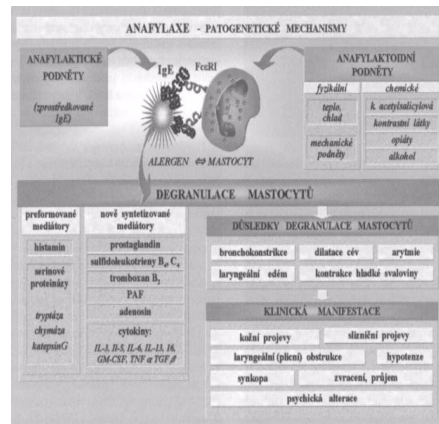 ANAFYLAXE - PATOGENETICKÉ MECHANISMY
ANAFYLAKTICKÉ
PODNĚTY
(zprostředkované
IgE)
IgE
FcεRI
ALERGEN ⇔ MASTOCYT
ANAFYLAKTOIDNÍ
PODNĚTY
fyzikální
chemické
teplo,
chlad
k. acetylsalicylová
kontrastní látky
mechanické
podněty
opiáty
alkohol
DEGRANULACE MASTOCYTŮ
preformované
mediátory
nově syntetizované
mediátory
histamin
prostaglandin
serinové
proteinázy
sulfidoleukotrieny B4, C4
tromboxan B2
PAF
tryptáza
adenosin
chymáza
cytokiny:
katepsinG
IL-3, Il-5, IL-6, IL-13, 16,
GM-CSF, TNF α TGF β
DŮSLEDKY DEGRANULACE MASTOCYTŮ
bronchokonstrikce
dilatace cév
arytmie
laryngeální edém
kontrakce hladké svaloviny
KLINICKÁ MANIFESTACE
kožní projevy
slizniční projevy
laryngeální (plicní) obstrukce
hypotenze
synkopa
zvracení, průjem
psychická alterace